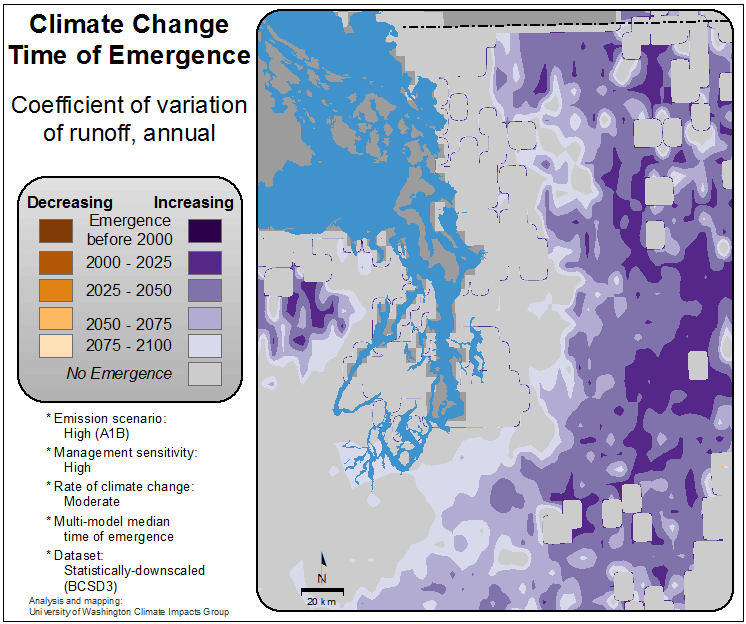 Climate Change
Time of Emergence
Coefficient of variation
of runoff, annual
Decreasing Increasing
Emergence
before 2000
2000 - 2025
2025 - 2050
2050 - 2075
2075 - 2100
No Emergence
* Emission scenario:
High (A1B)
* Management sensitivity:
High
* Rate of climate change:
Moderate
* Multi-model median
time of emergence
* Dataset:
Statistically-downscaled
(BCSD3)
Analysis and mapping:
University of Washington Climate Impacts Group
N
20 km